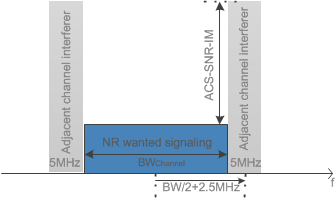 Adjacent channel interferer
ACS-SNR-IM
Adjacent channel interferer
NR wanted signaling
5MHz
BWChannel
5MHz
BW/2+2.5MHz
f